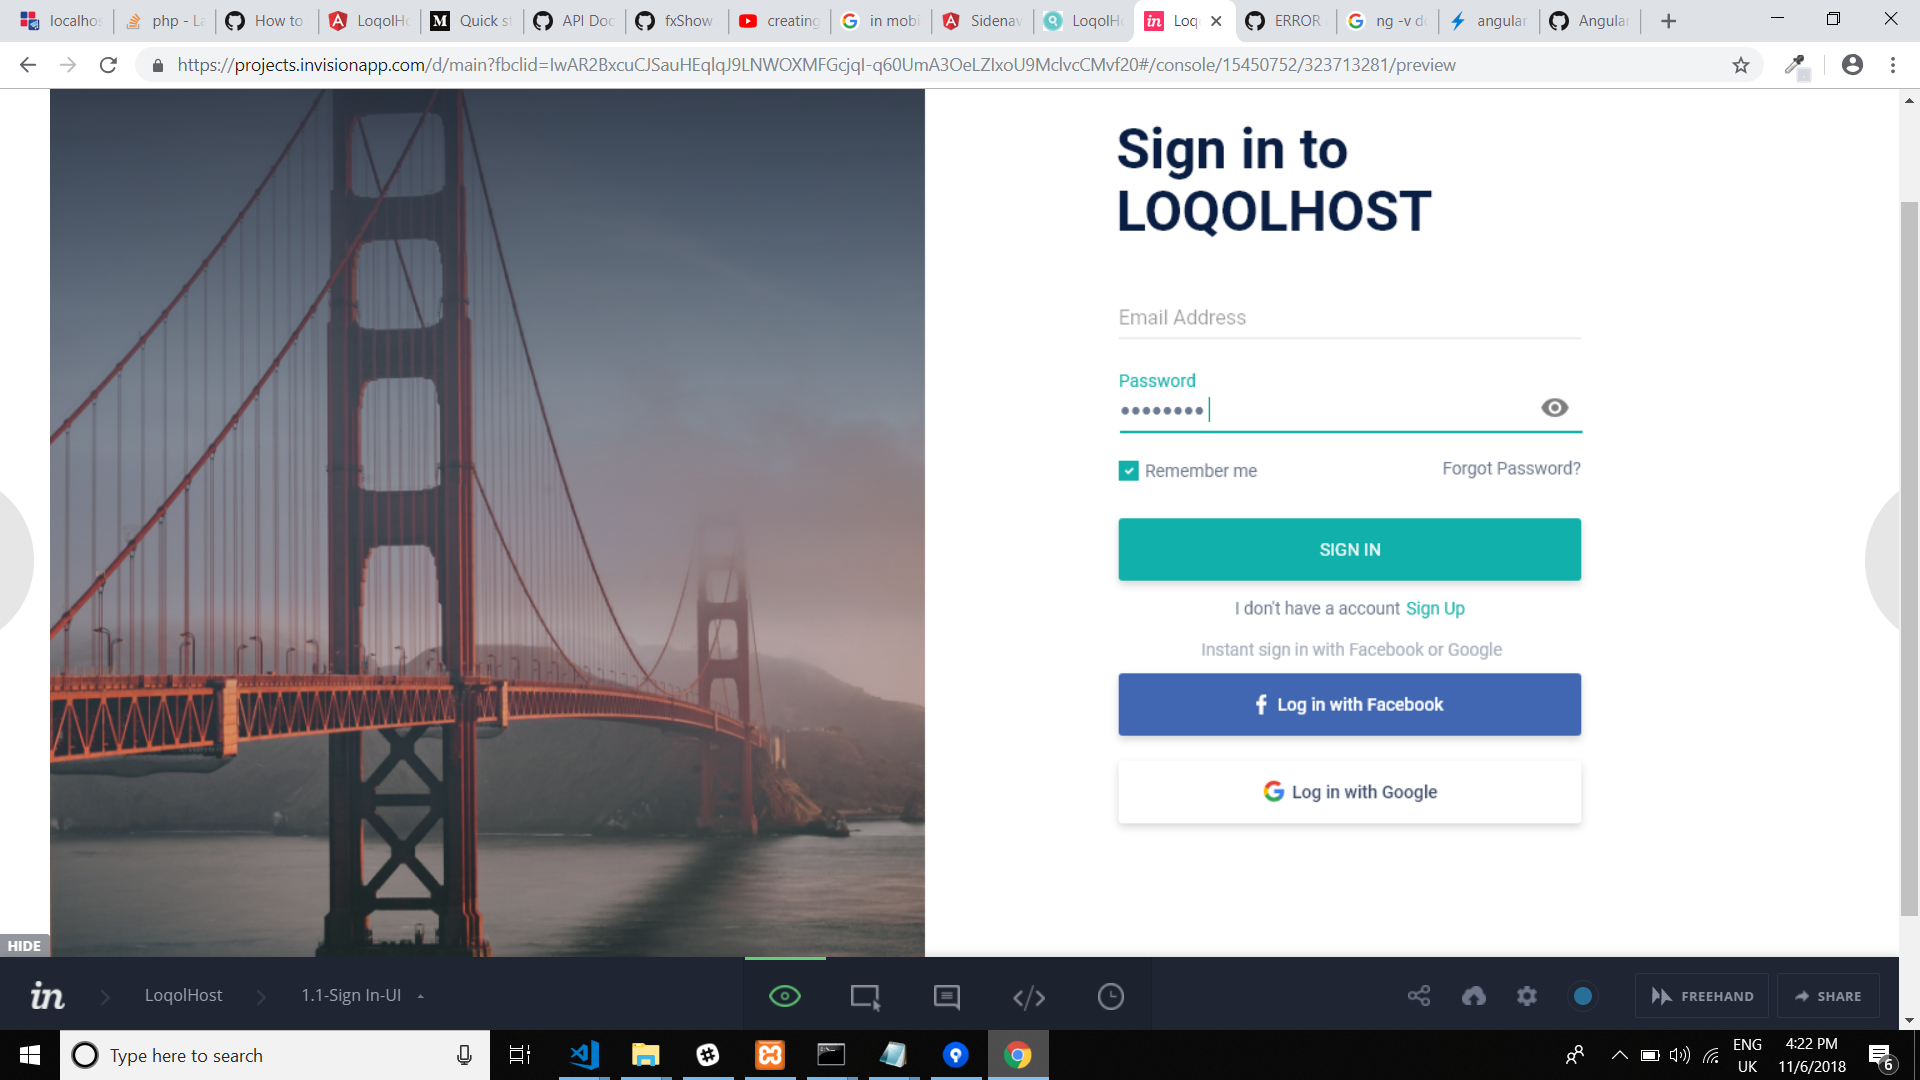 localhos
php - La
How to
LoqolHo
Quick st
API Doc
fxShow
creating
in mobi
Sidenav
LoqolHo
Loq
ERROR
ng -v de
angular
Angular
https://projects.invisionapp.com/d/main?fbclid=IwAR2BxcuCJSauHEqIqJ9LNWOXMFGcjqI-q60UmA3OeLZIxoU9MclvcCMvf20#/console/15450752/323713281/preview
Sign in to
LOQOLHOST
Email Address
Password
Remember me
Forgot Password?
SIGN IN
I don't have a account Sign Up
Instant sign in with Facebook or Google
f Log in with Facebook
G Log in with Google
HIDE
in
LoqolHost
1.1-Sign In-UI
FREEHAND
SHARE
Type here to search
ENG
UK
4:22 PM
11/6/2018
6